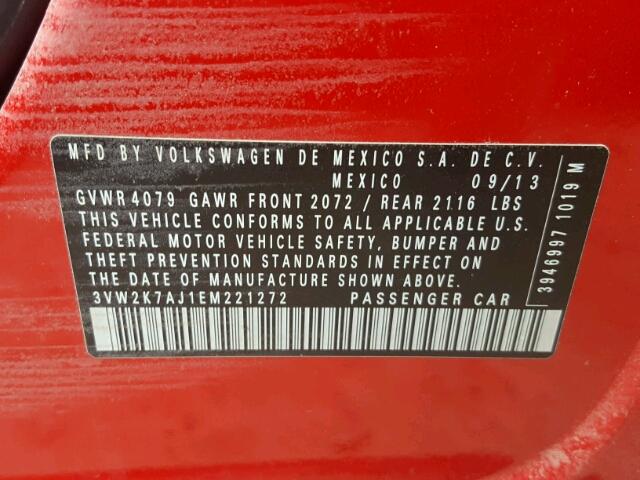 MFD BY VOLKSWAGEN DE MEXICO S.A. DE C.V.
MEXICO 09/13
GVWR 4079 GAWR FRONT 2072 / REAR 2116 LBS
THIS VEHICLE CONFORMS TO ALL APPLICABLE U.S.
FEDERAL MOTOR VEHICLE SAFETY, BUMPER AND
THEFT PREVENTION STANDARDS IN EFFECT ON
THE DATE OF MANUFACTURE SHOWN ABOVE
3VW2K7AJ1EM221272 PASSENGER CAR
3946997 1019 M